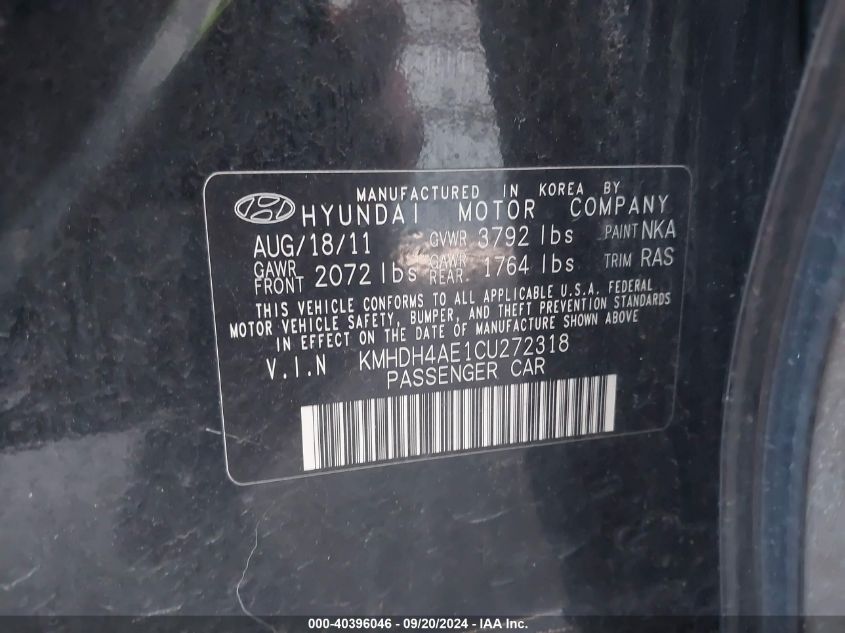 MANUFACTURED IN KOREA BY
HYUNDAI MOTOR COMPANY
AUG/18/11 GVWR 3792 lbs PAINT NKA
GAWR FRONT 2072 lbs GAWR REAR. 1764 lbs TRIM RAS
THIS VEHICLE CONFORMS TO ALL APPLICABLE U.S.A. FEDERAL
MOTOR VEHICLE SAFETY, BUMPER, AND THEFT PREVENTION STANDARDS
IN EFFECT ON THE DATE OF MANUFACTURE SHOWN ABOVE
V.I.N KMHDH4AE1CU272318
PASSENGER CAR
000-40396046 - 09/20/2024 - IAA Inc.